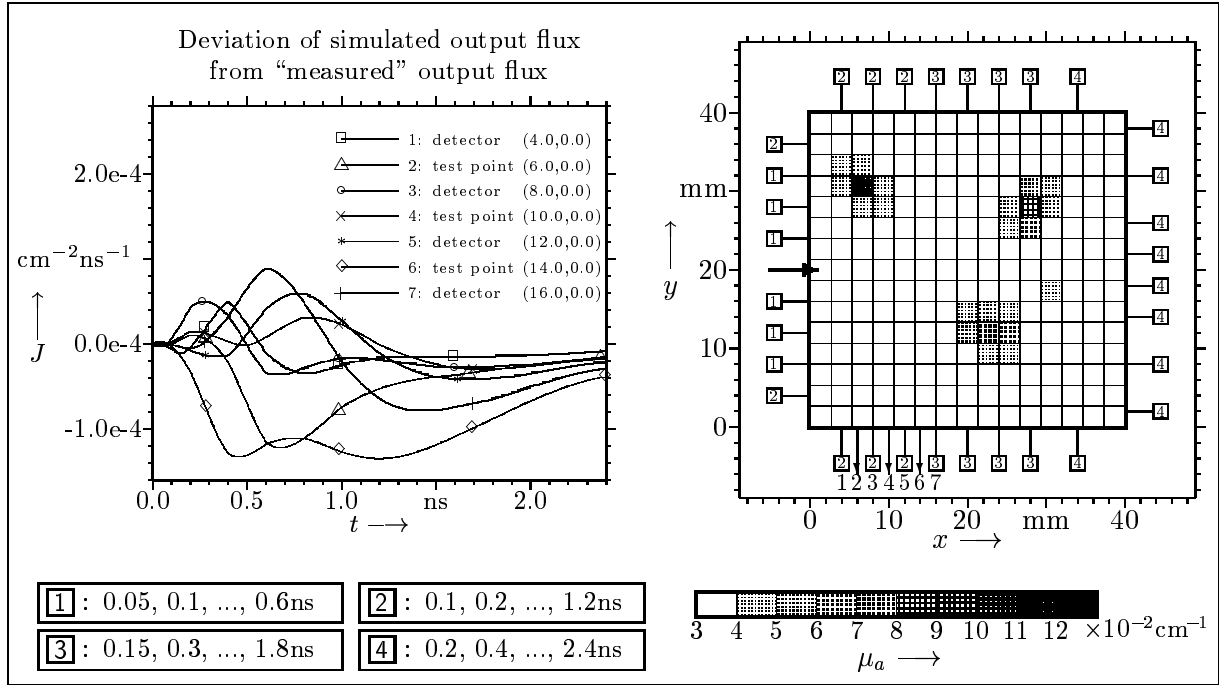 Deviation of simulated output flux
from “measured” output flux
1: detector (4.0,0.0)
2: test point (6.0,0.0)
3: detector (8.0,0.0)
4: test point (10.0,0.0)
5: detector (12.0,0.0)
6: test point (14.0,0.0)
7: detector (16.0,0.0)
2.0e-4
cm⁻²ns⁻¹
J →
0.0e-4
-1.0e-4
0.0 0.5 1.0 ns 2.0
t →
2 2 2 3 3 3 3 4
40
mm
20
10
0
y →
2
1
1
1
1
1
1
2
4
4
4
4
4
4
4
4
2 2 2 3 3 3 3 4
1 2 3 4 5 6 7
0 10 20 mm 40
x →
1 : 0.05, 0.1, ..., 0.6ns
2 : 0.1, 0.2, ..., 1.2ns
3 : 0.15, 0.3, ..., 1.8ns
4 : 0.2, 0.4, ..., 2.4ns
3 4 5 6 7 8 9 10 11 12 ×10⁻²cm⁻¹
μₐ →